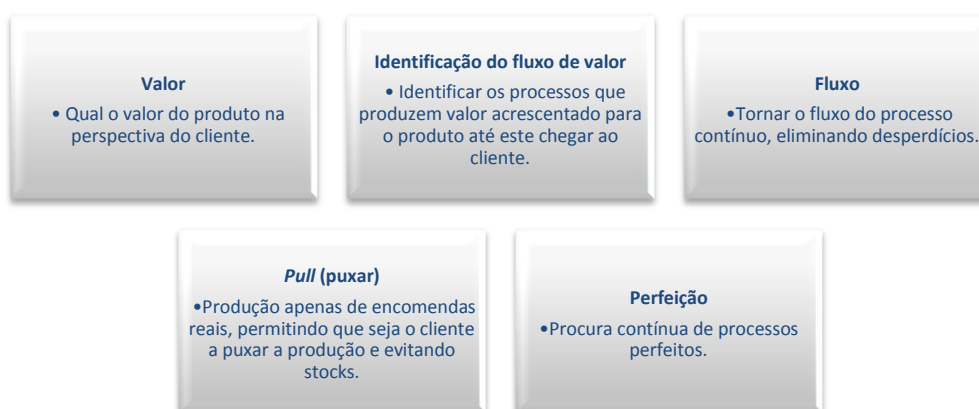 Valor
• Qual o valor do produto na
perspectiva do cliente.
Identificação do fluxo de valor
• Identificar os processos que
produzem valor acrescentado para
o produto até este chegar ao
cliente.
Fluxo
•Tornar o fluxo do processo
contínuo, eliminando desperdícios.
Pull (puxar)
•Produção apenas de encomendas
reais, permitindo que seja o cliente
a puxar a produção e evitando
stocks.
Perfeição
•Procura contínua de processos
perfeitos.